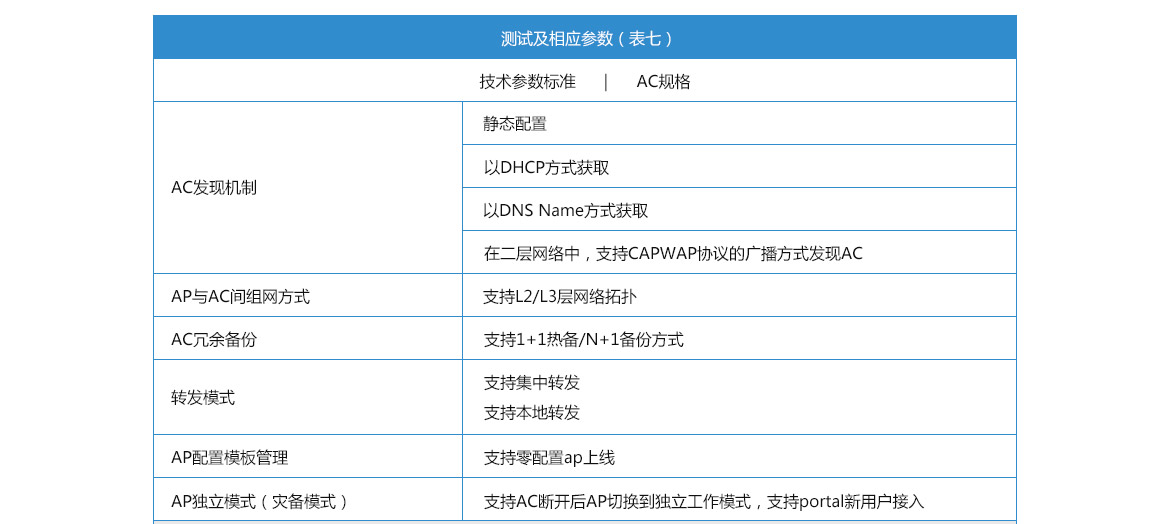 测试及相应参数（表七）
技术参数标准 | AC规格
AC发现机制
静态配置
以DHCP方式获取
以DNS Name方式获取
在二层网络中，支持CAPWAP协议的广播方式发现AC
AP与AC间组网方式
支持L2/L3层网络拓扑
AC冗余备份
支持1+1热备/N+1备份方式
转发模式
支持集中转发
支持本地转发
AP配置模板管理
支持零配置ap上线
AP独立模式（灾备模式）
支持AC断开后AP切换到独立工作模式，支持portal新用户接入